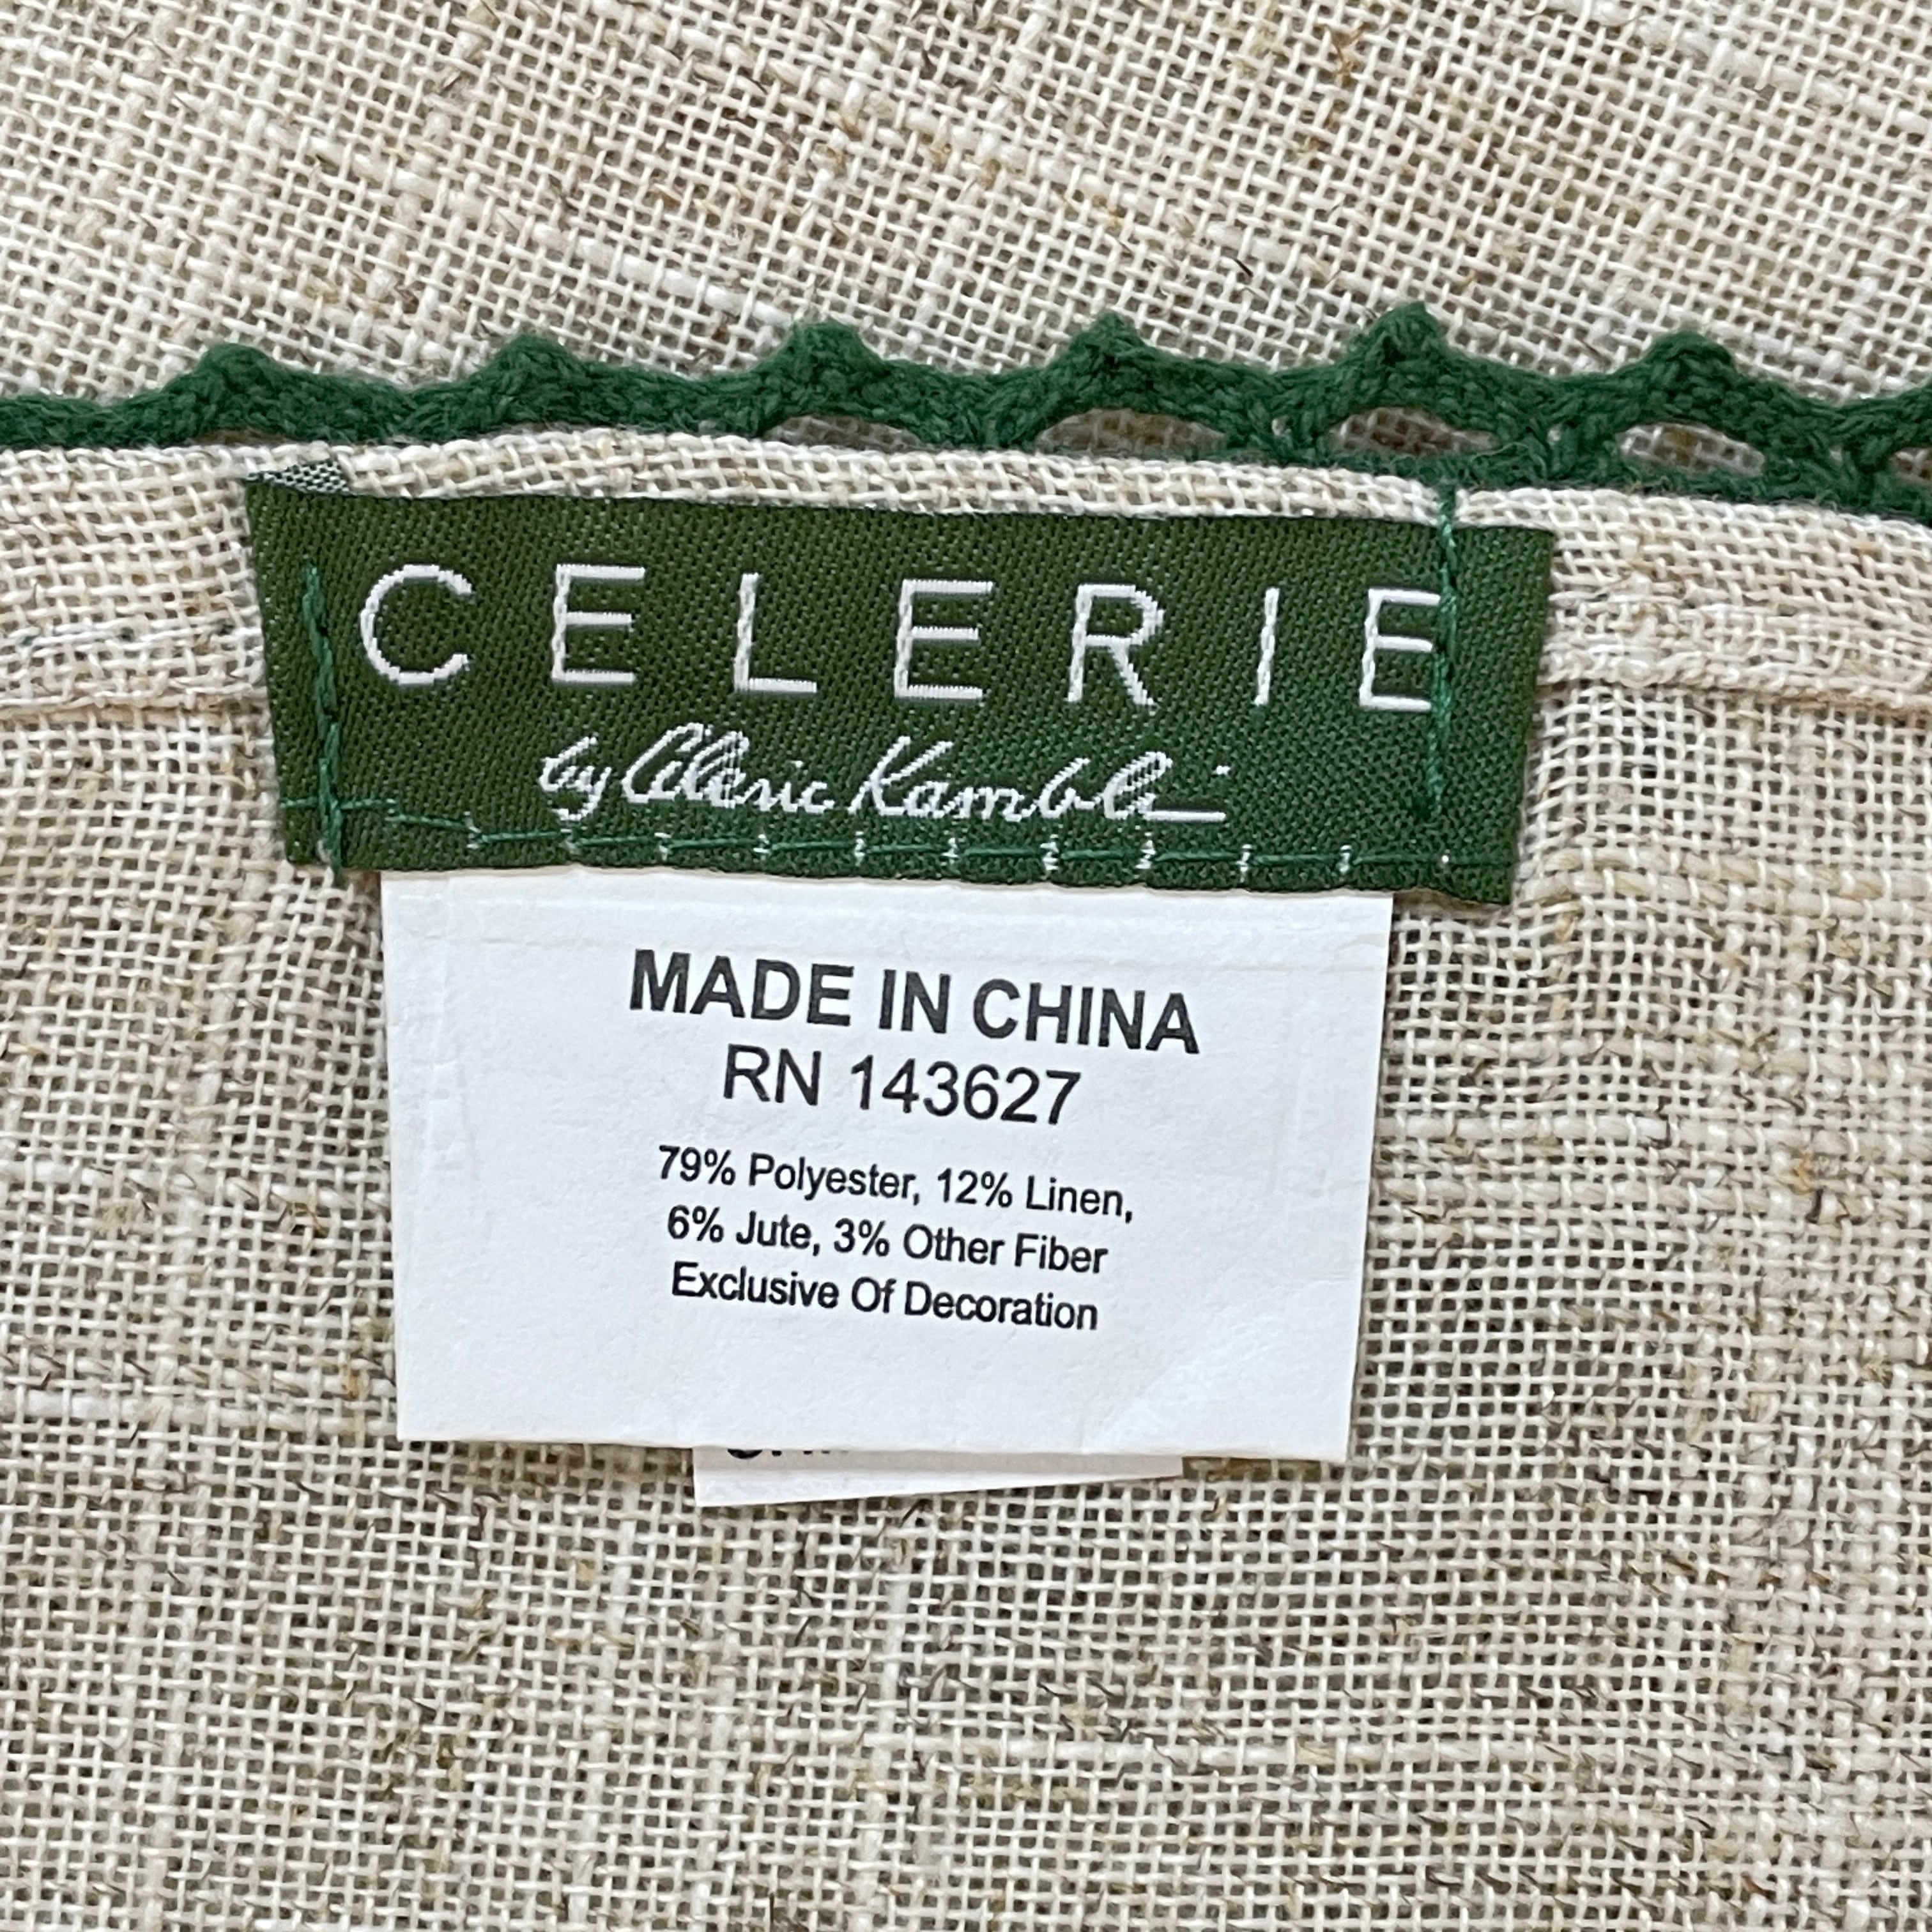 CELERIE
by Celerie Kambli
MADE IN CHINA
RN 143627
79% Polyester, 12% Linen,
6% Jute, 3% Other Fiber
Exclusive Of Decoration